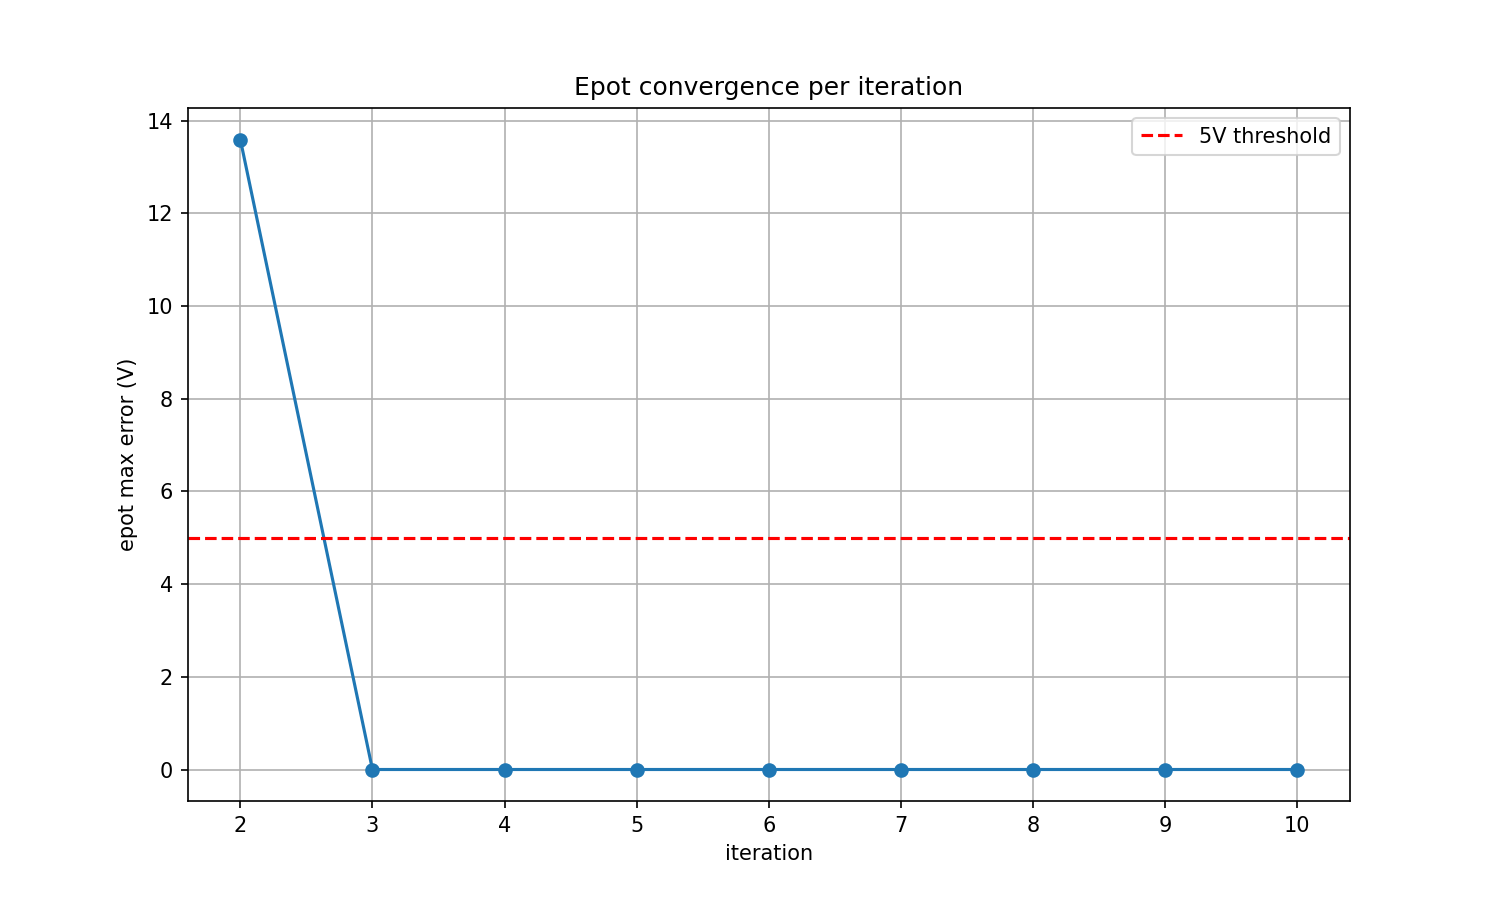 Epot convergence per iteration
5V threshold
epot max error (V)
14
12
10
8
6
4
2
0
2 3 4 5 6 7 8 9 10
iteration